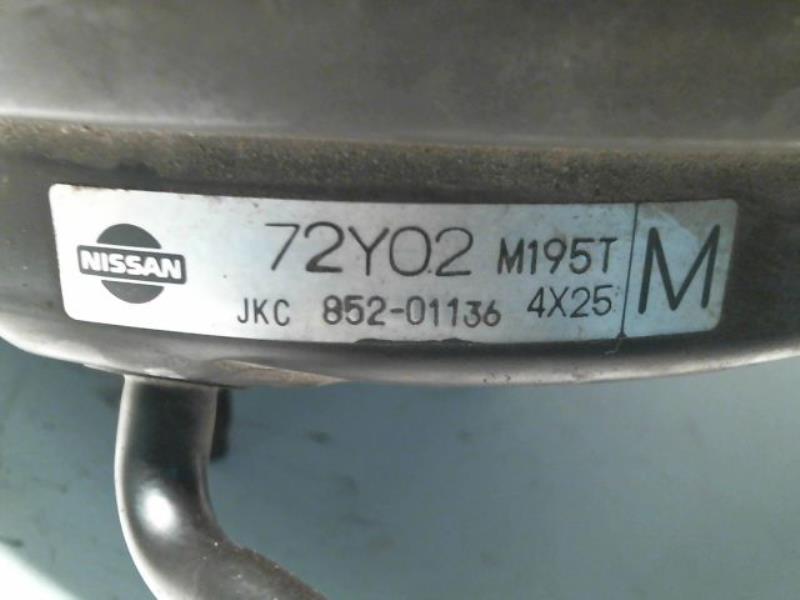 NISSAN 72Y02 M195T M
JKC 852-01136 4X25